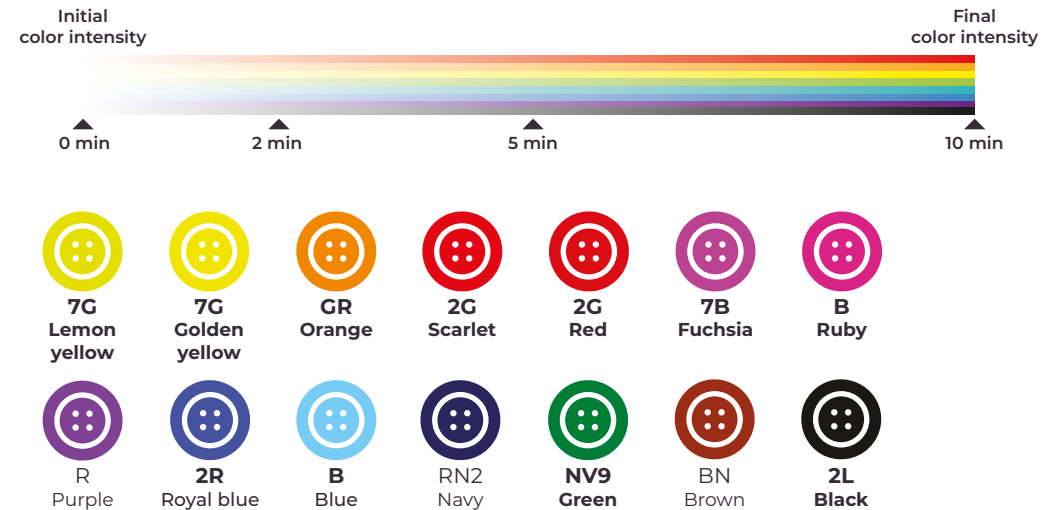 Initial
color intensity
Final
color intensity
0 min
2 min
5 min
10 min
7G
Lemon
yellow
7G
Golden
yellow
GR
Orange
2G
Scarlet
2G
Red
7B
Fuchsia
B
Ruby
R
Purple
2R
Royal blue
B
Blue
RN2
Navy
NV9
Green
BN
Brown
2L
Black